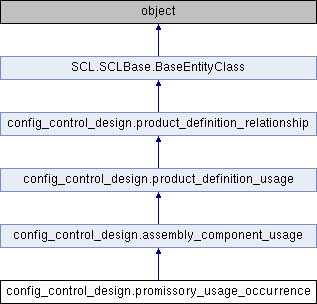 object
SCL.SCLBase.BaseEntityClass
config_control_design.product_definition_relationship
config_control_design.product_definition_usage
config_control_design.assembly_component_usage
config_control_design.promissory_usage_occurrence